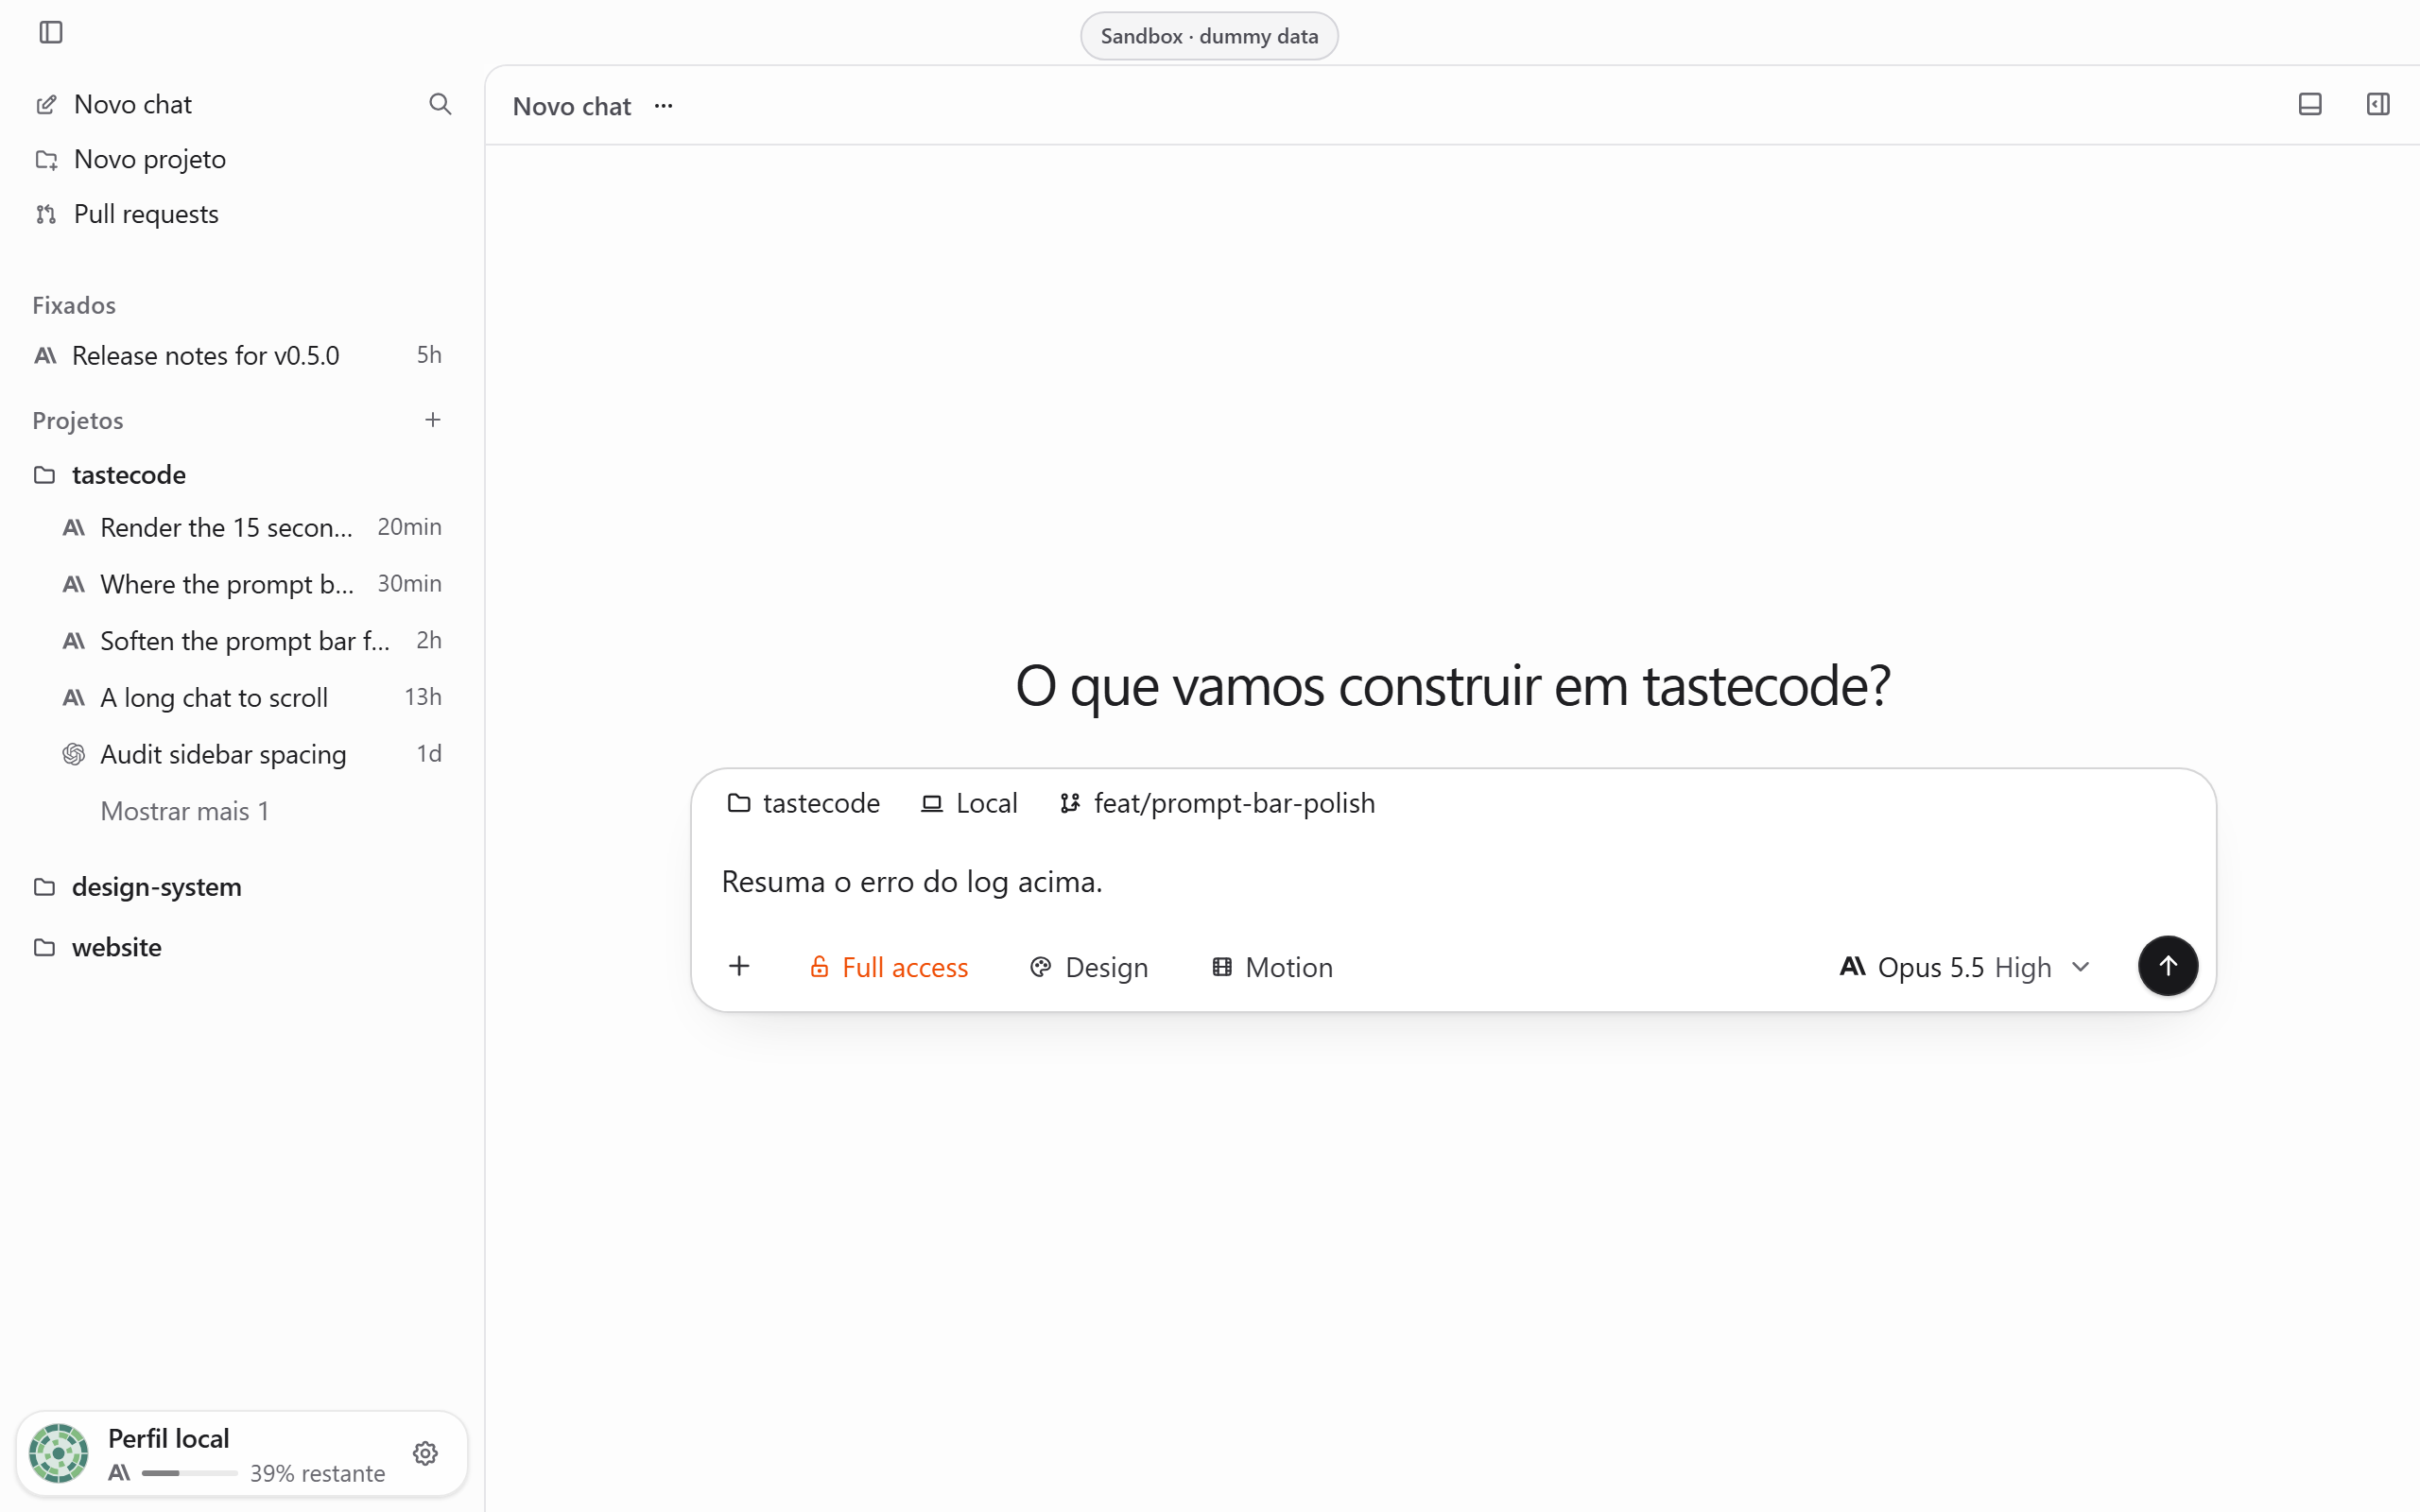 Sandbox · dummy data
Novo chat
Novo projeto
Pull requests
Fixados
Release notes for v0.5.0 5h
Projetos
tastecode
Render the 15 secon... 20min
Where the prompt b... 30min
Soften the prompt bar f... 2h
A long chat to scroll 13h
Audit sidebar spacing 1d
Mostrar mais 1
design-system
website
Perfil local
39% restante
Novo chat
O que vamos construir em tastecode?
tastecode Local feat/prompt-bar-polish
Resuma o erro do log acima.
Full access Design Motion Opus 5.5 High